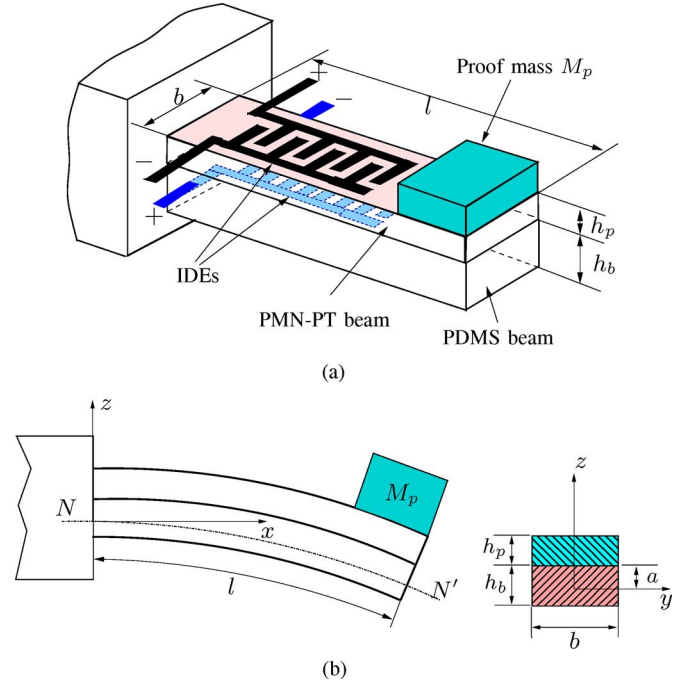 Proof mass M_p
l
b
+
−
−
+
h_p
h_b
IDEs
PMN-PT beam
PDMS beam
(a)
z
N
x
M_p
l
N'
z
h_p
h_b
a
y
b
(b)